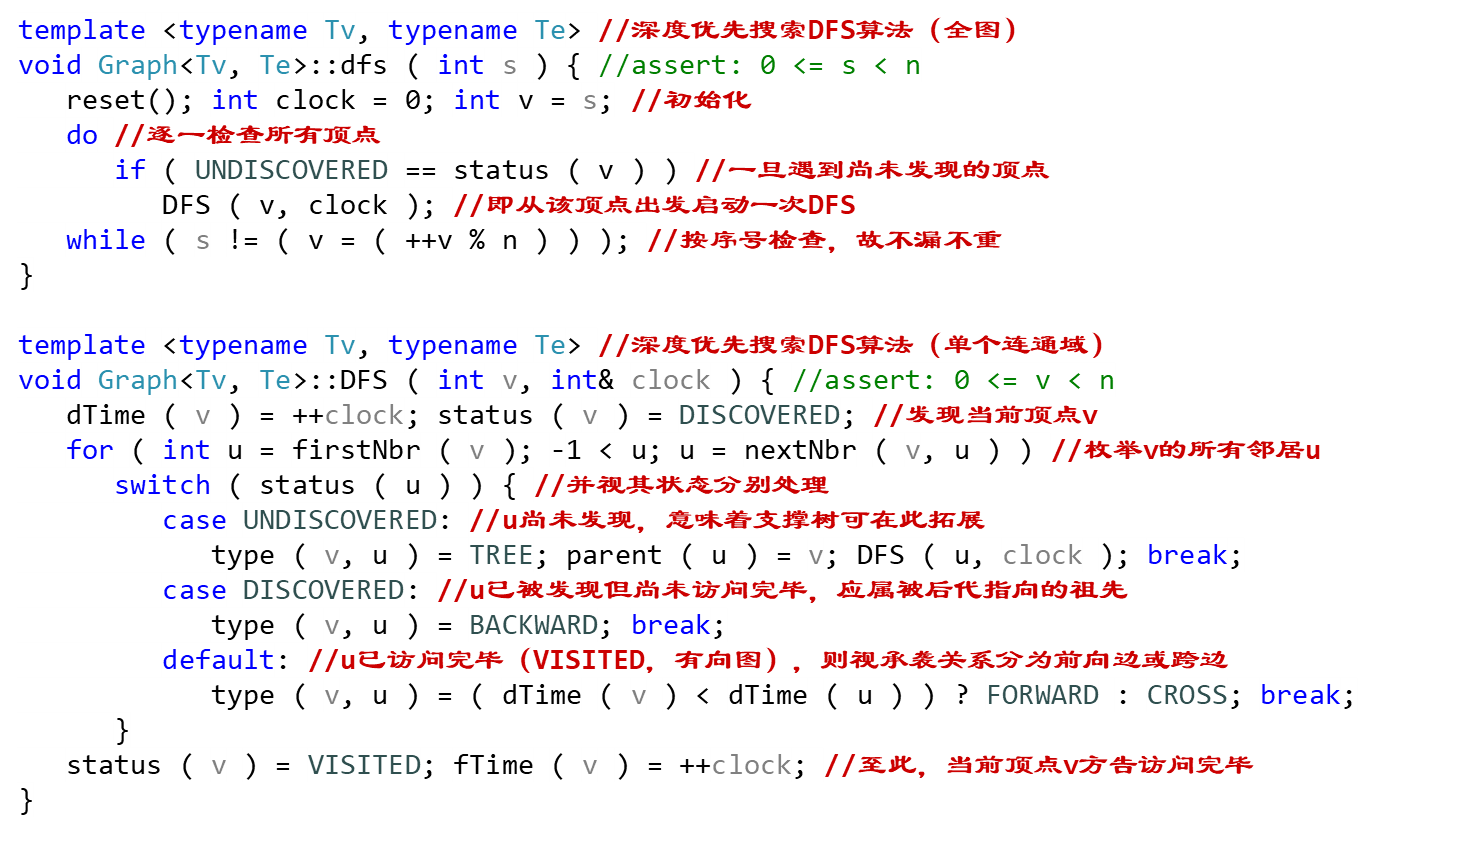 template <typename Tv, typename Te> //深度优先搜索DFS算法（全图）
void Graph<Tv, Te>::dfs ( int s ) { //assert: 0 <= s < n
   reset(); int clock = 0; int v = s; //初始化
   do //逐一检查所有顶点
      if ( UNDISCOVERED == status ( v ) ) //一旦遇到尚未发现的顶点
         DFS ( v, clock ); //即从该顶点出发启动一次DFS
   while ( s != ( v = ( ++v % n ) ) ); //按序号检查，故不漏不重
}
template <typename Tv, typename Te> //深度优先搜索DFS算法（单个连通域）
void Graph<Tv, Te>::DFS ( int v, int& clock ) { //assert: 0 <= v < n
   dTime ( v ) = ++clock; status ( v ) = DISCOVERED; //发现当前顶点v
   for ( int u = firstNbr ( v ); -1 < u; u = nextNbr ( v, u ) ) //枚举v的所有邻居u
      switch ( status ( u ) ) { //并视其状态分别处理
         case UNDISCOVERED: //u尚未发现，意味着支撑树可在此拓展
            type ( v, u ) = TREE; parent ( u ) = v; DFS ( u, clock ); break;
         case DISCOVERED: //u已被发现但尚未访问完毕，应属被后代指向的祖先
            type ( v, u ) = BACKWARD; break;
         default: //u已访问完毕（VISITED，有向图），则视承袭关系分为前向边或跨边
            type ( v, u ) = ( dTime ( v ) < dTime ( u ) ) ? FORWARD : CROSS; break;
      }
   status ( v ) = VISITED; fTime ( v ) = ++clock; //至此，当前顶点v方告访问完毕
}